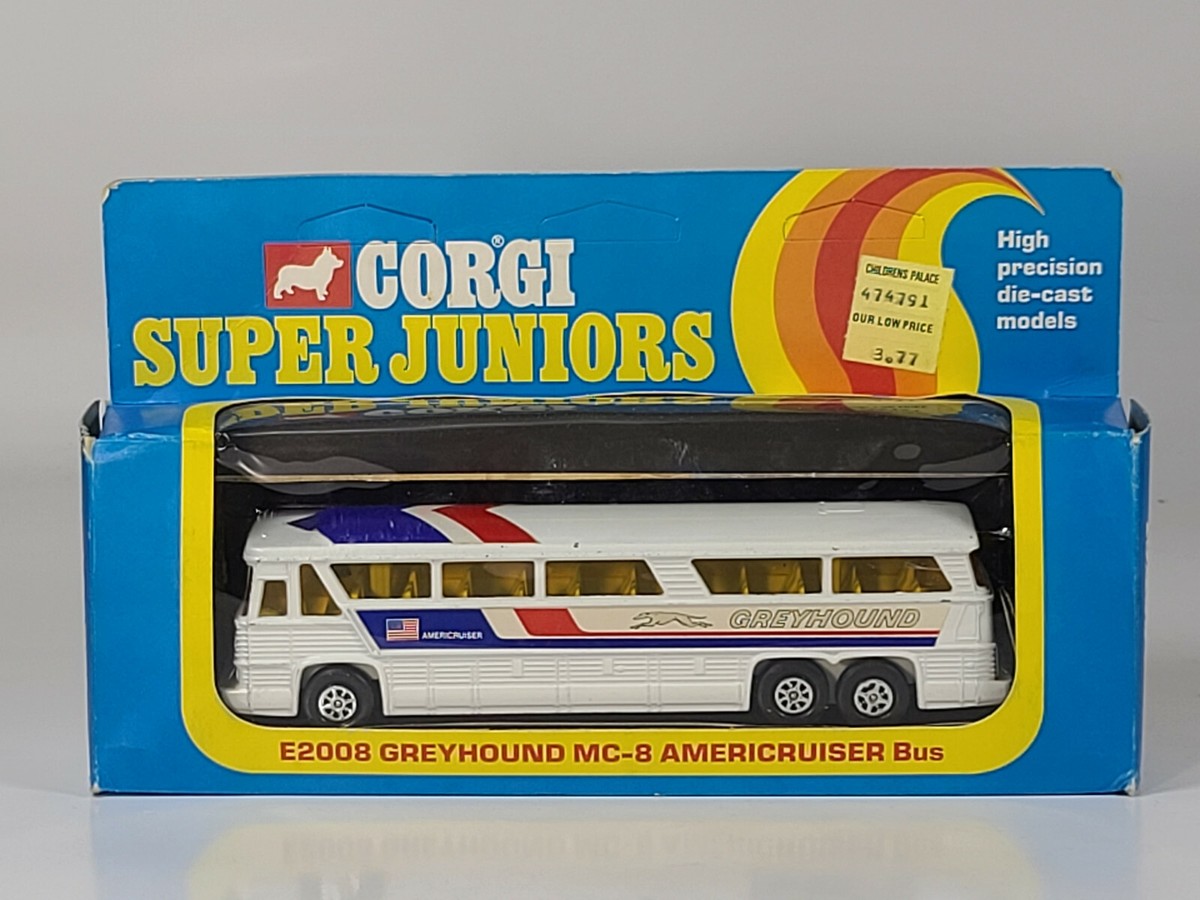 CORGI®
SUPER JUNIORS
High
precision
die-cast
models
CHILDRENS PALACE
474791
OUR LOW PRICE
3.77
AMERICRUISER
GREYHOUND
E2008 GREYHOUND MC-8 AMERICRUISER Bus